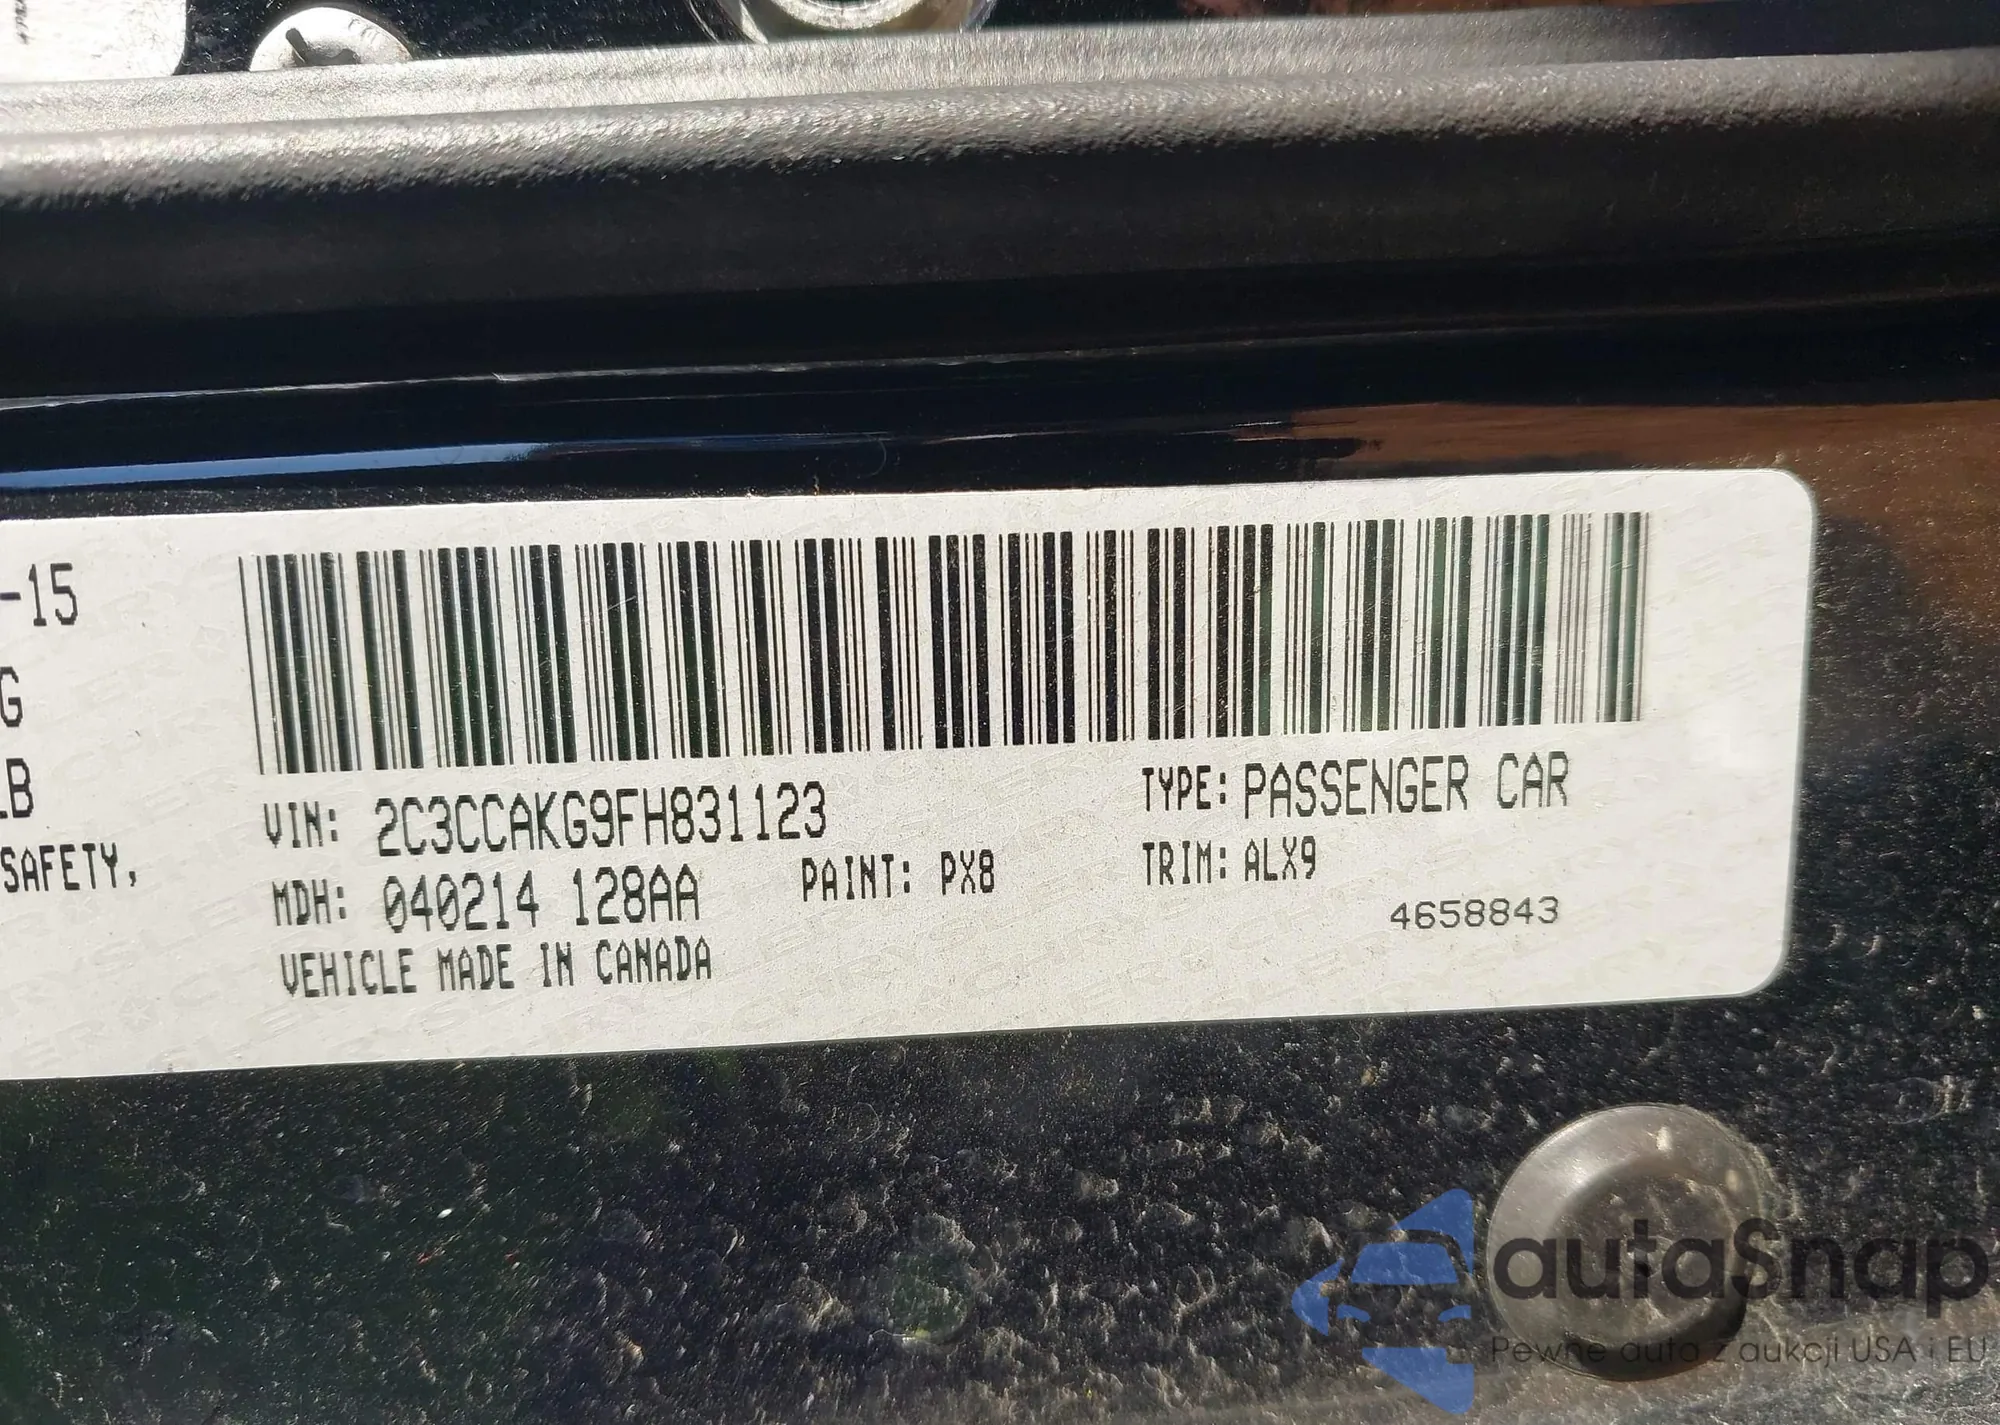 -15
G
LB
SAFETY,
VIN: 2C3CCAKG9FH831123
TYPE: PASSENGER CAR
MDH: 040214 128AA
PAINT: PX8
TRIM: ALX9
4658843
VEHICLE MADE IN CANADA
autaSnap
Pewne auta z aukcji USA i EU